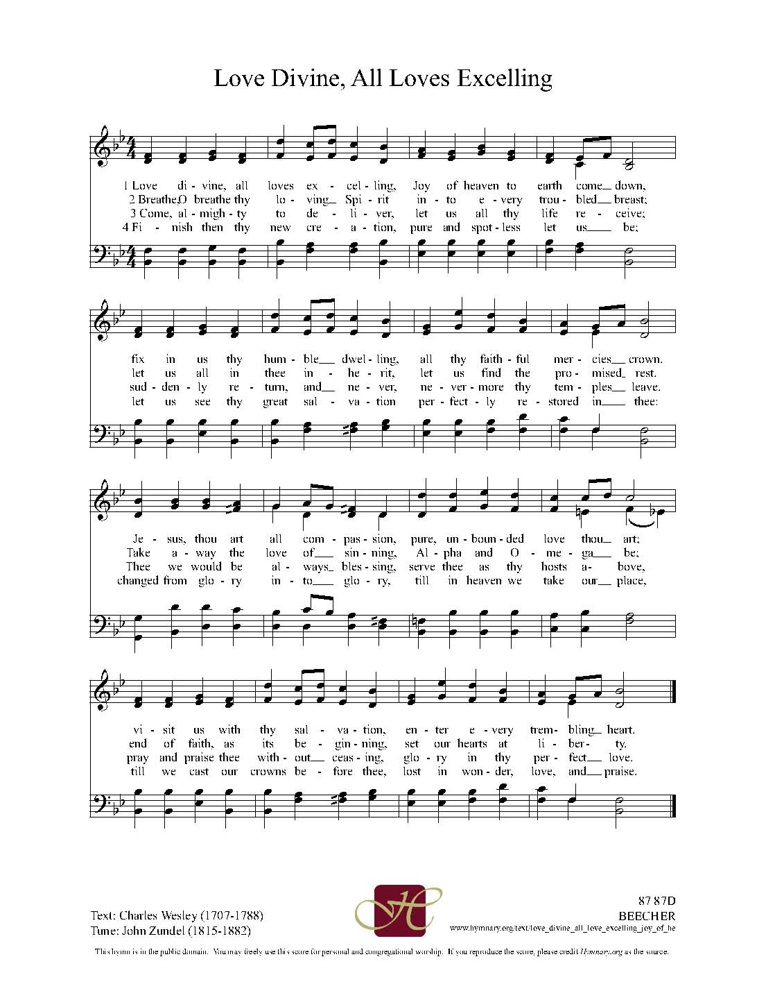 Love Divine, All Loves Excelling
1 Love di - vine, all loves ex - cel - ling, Joy of heaven to earth come down,
2 Breathe, O breathe thy lo - ving Spi - rit in - to e - very trou - bled breast;
3 Come, al - migh - ty to de - li - ver, let us all thy life re - ceive;
4 Fi - nish then thy new cre - a - tion, pure and spot - less let us be;
fix in us thy hum - ble dwel - ling, all thy faith - ful mer - cies crown.
let us all in thee in - he - rit, let us find the pro - mised rest.
sud - den - ly re - turn, and ne - ver, ne - ver - more thy tem - ples leave.
let us see thy great sal - va - tion per - fect - ly re - stored in thee:
Je - sus, thou art all com - pas - sion, pure, un - boun - ded love thou art;
Take a - way the love of sin - ning, Al - pha and O - me - ga be;
Thee we would be al - ways bles - sing, serve thee as thy hosts a - bove,
changed from glo - ry in - to glo - ry, till in heaven we take our place,
vi - sit us with thy sal - va - tion, en - ter e - very trem - bling heart.
end of faith, as its be - gin - ning, set our hearts at li - ber - ty.
pray and praise thee with - out ceas - ing, glo - ry in thy per - fect love.
till we cast our crowns be - fore thee, lost in won - der, love, and praise.
87 87D
Text: Charles Wesley (1707-1788) BEECHER
Tune: John Zundel (1815-1882) www.hymnary.org/text/love_divine_all_love_excelling_joy_of_he
H
This hymn is in the public domain. You may freely use this score for personal and congregational worship. If you reproduce the score, please credit Hymnary.org as the source.